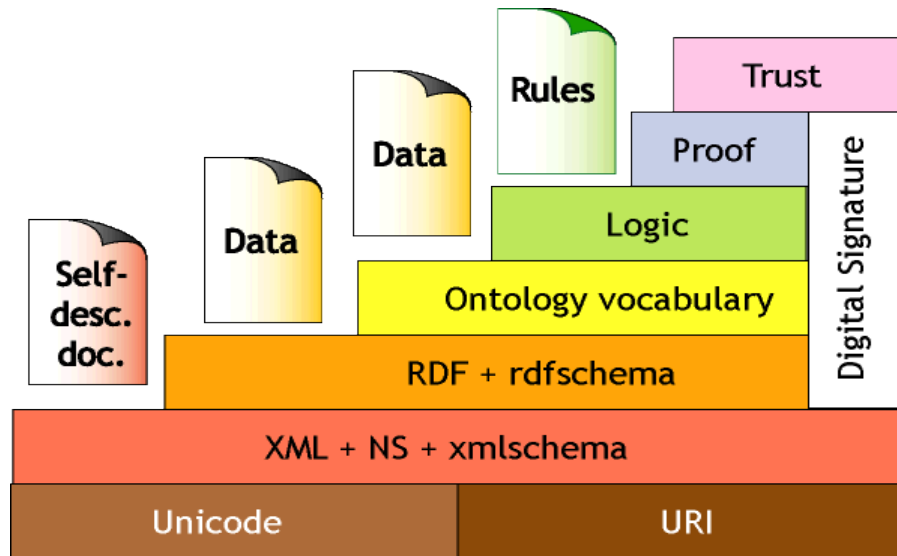 Rules
Trust
Data
Proof
Data
Logic
Self-
desc.
doc.
Ontology vocabulary
Digital Signature
RDF + rdfschema
XML + NS + xmlschema
Unicode
URI